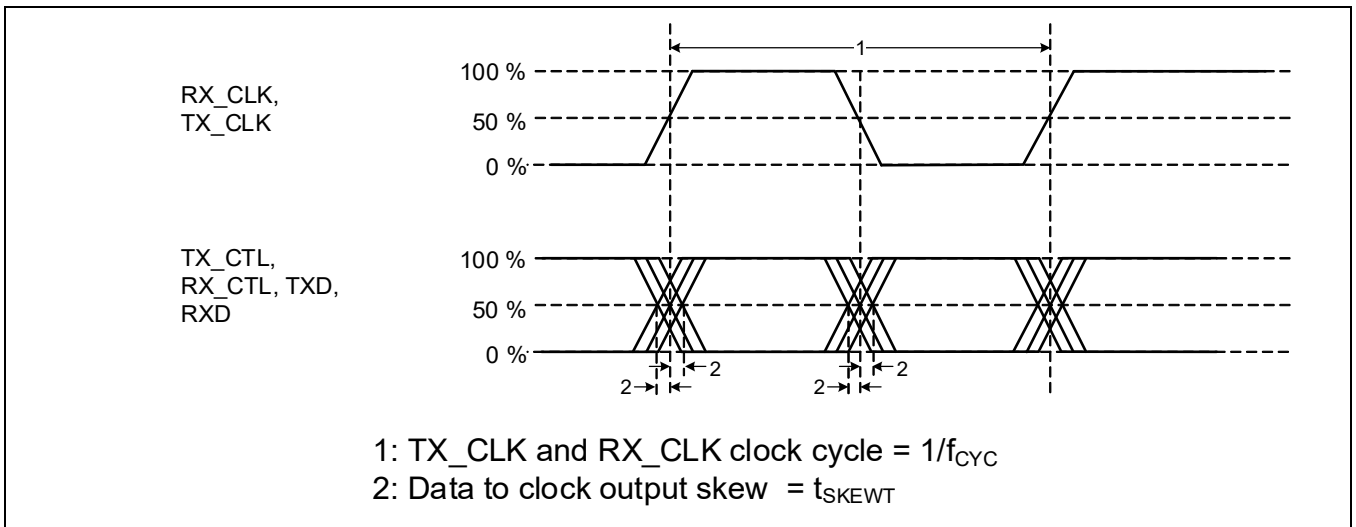 1
100 %
RX_CLK,
TX_CLK
50 %
0 %
TX_CTL,
RX_CTL, TXD,
RXD
100 %
50 %
0 %
2
2
2
2
1: TX_CLK and RX_CLK clock cycle = 1/fCYC
2: Data to clock output skew = tSKEWT